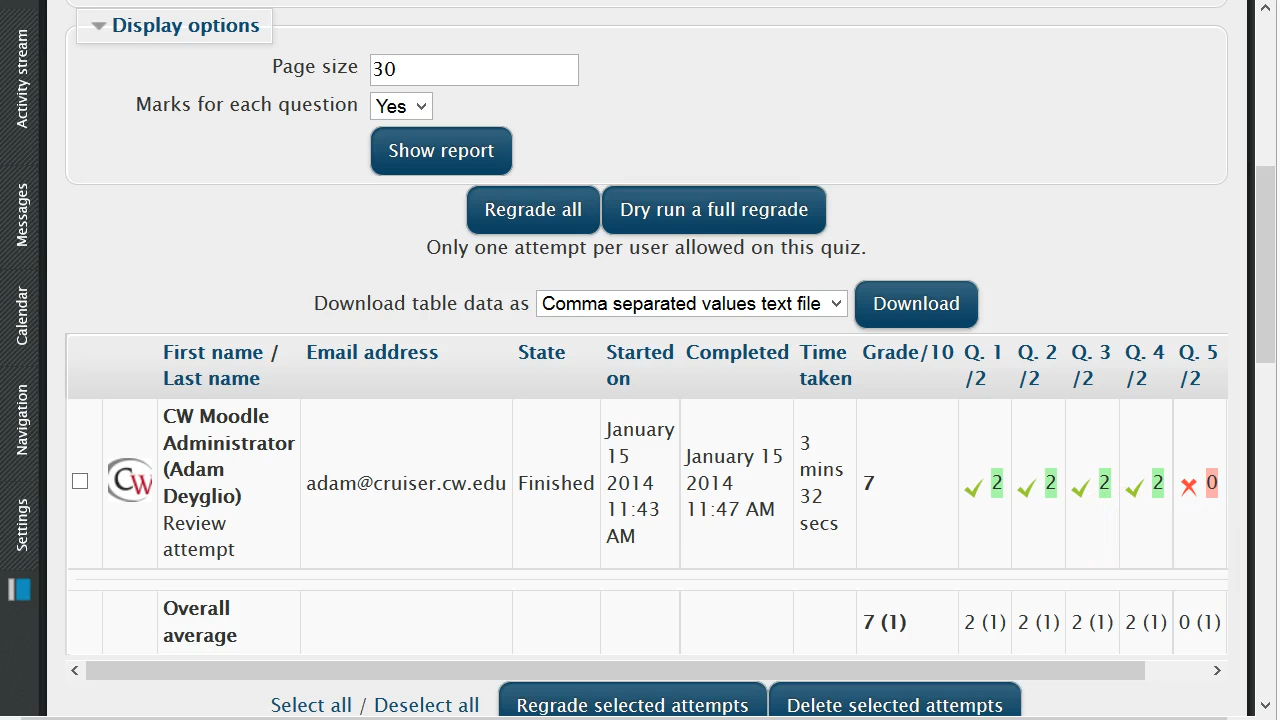 Activity stream
Messages
Calendar
Navigation
Settings
Display options
Page size 30
Marks for each question Yes
Show report
Regrade all Dry run a full regrade
Only one attempt per user allowed on this quiz.
Download table data as Comma separated values text file Download
First name / Email address State Started Completed Time Grade/10 Q. 1 Q. 2 Q. 3 Q. 4 Q. 5
Last name on taken /2 /2 /2 /2 /2
CW Moodle
Administrator
(Adam
Deyglio)
Review
attempt
CW
adam@cruiser.cw.edu
Finished
January
15
2014
11:43
AM
January 15
2014
11:47 AM
3
mins
32
secs
7
2 2 2 2 0
Overall
average
7 (1) 2 (1) 2 (1) 2 (1) 2 (1) 0 (1)
Select all / Deselect all Regrade selected attempts Delete selected attempts